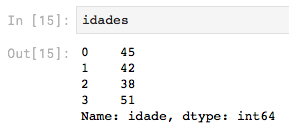 In [15]: idades
Out[15]:
0 45
1 42
2 38
3 51
Name: idade, dtype: int64